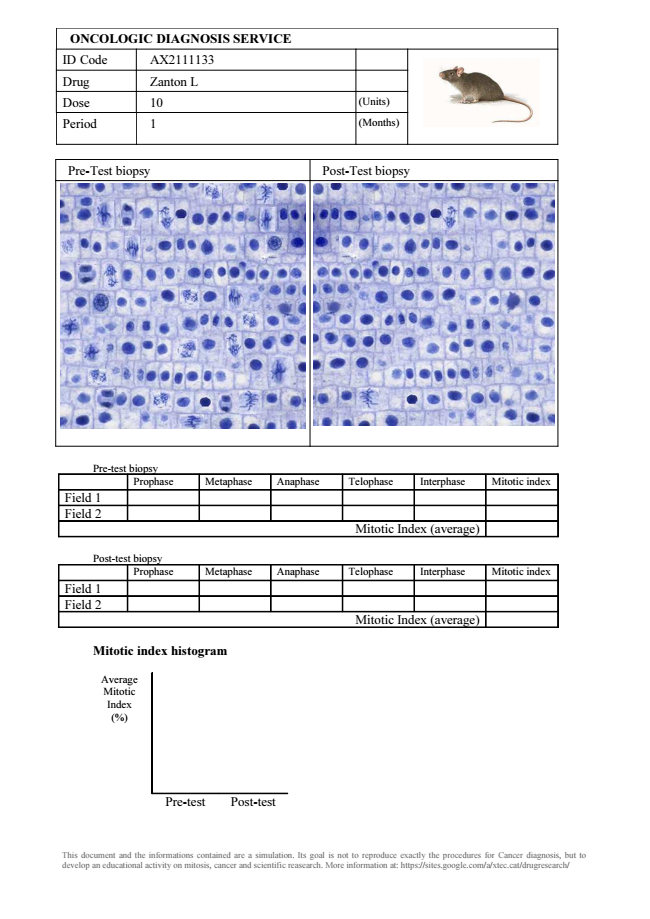 ONCOLOGIC DIAGNOSIS SERVICE
ID Code AX2111133
Drug Zanton L
Dose 10 (Units)
Period 1 (Months)
Pre-Test biopsy Post-Test biopsy
Pre-test biopsy
Prophase Metaphase Anaphase Telophase Interphase Mitotic index
Field 1
Field 2
Mitotic Index (average)
Post-test biopsy
Prophase Metaphase Anaphase Telophase Interphase Mitotic index
Field 1
Field 2
Mitotic Index (average)
Mitotic index histogram
Average
Mitotic
Index
(%)
Pre-test Post-test
This document and the informations contained are a simulation. Its goal is not to reproduce exactly the procedures for Cancer diagnosis, but to
develop an educational activity on mitosis, cancer and scientific reasearch. More information at: https://sites.google.com/a/xtec.cat/drugresearch/